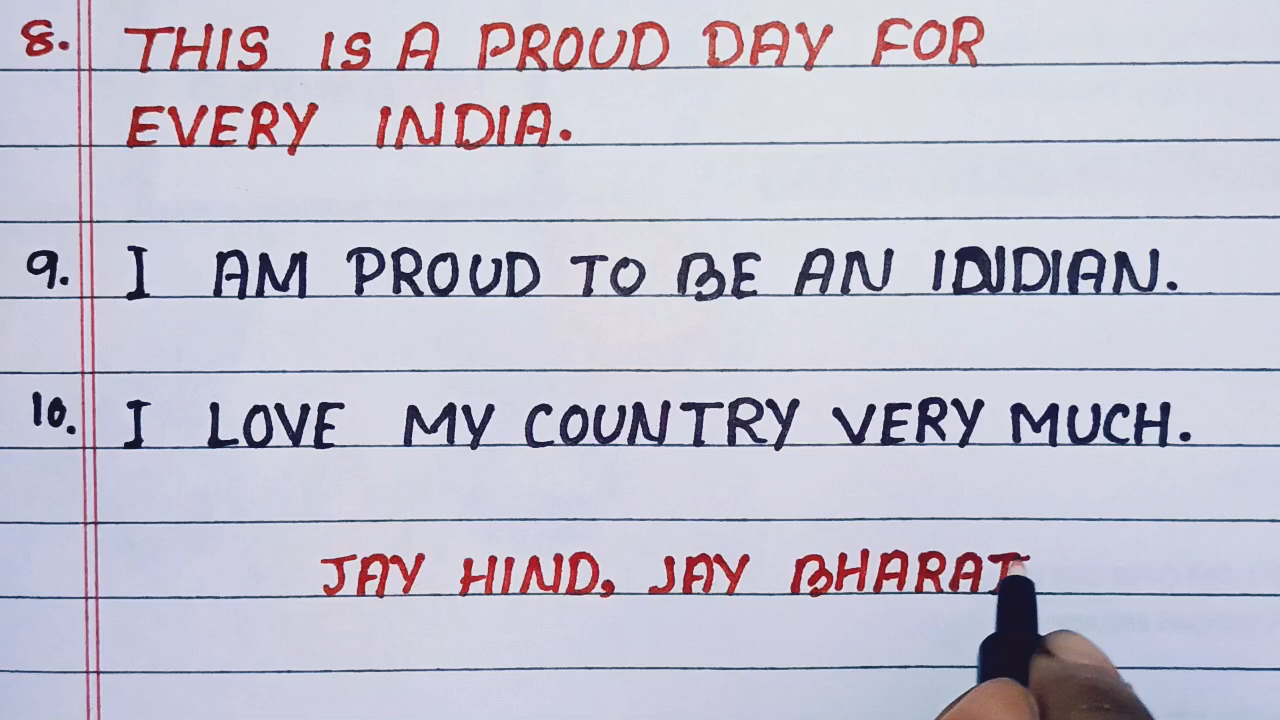 8. THIS IS A PROUD DAY FOR
EVERY INDIA.
9. I AM PROUD TO BE AN INDIAN.
10. I LOVE MY COUNTRY VERY MUCH.
JAY HIND, JAY BHARAT